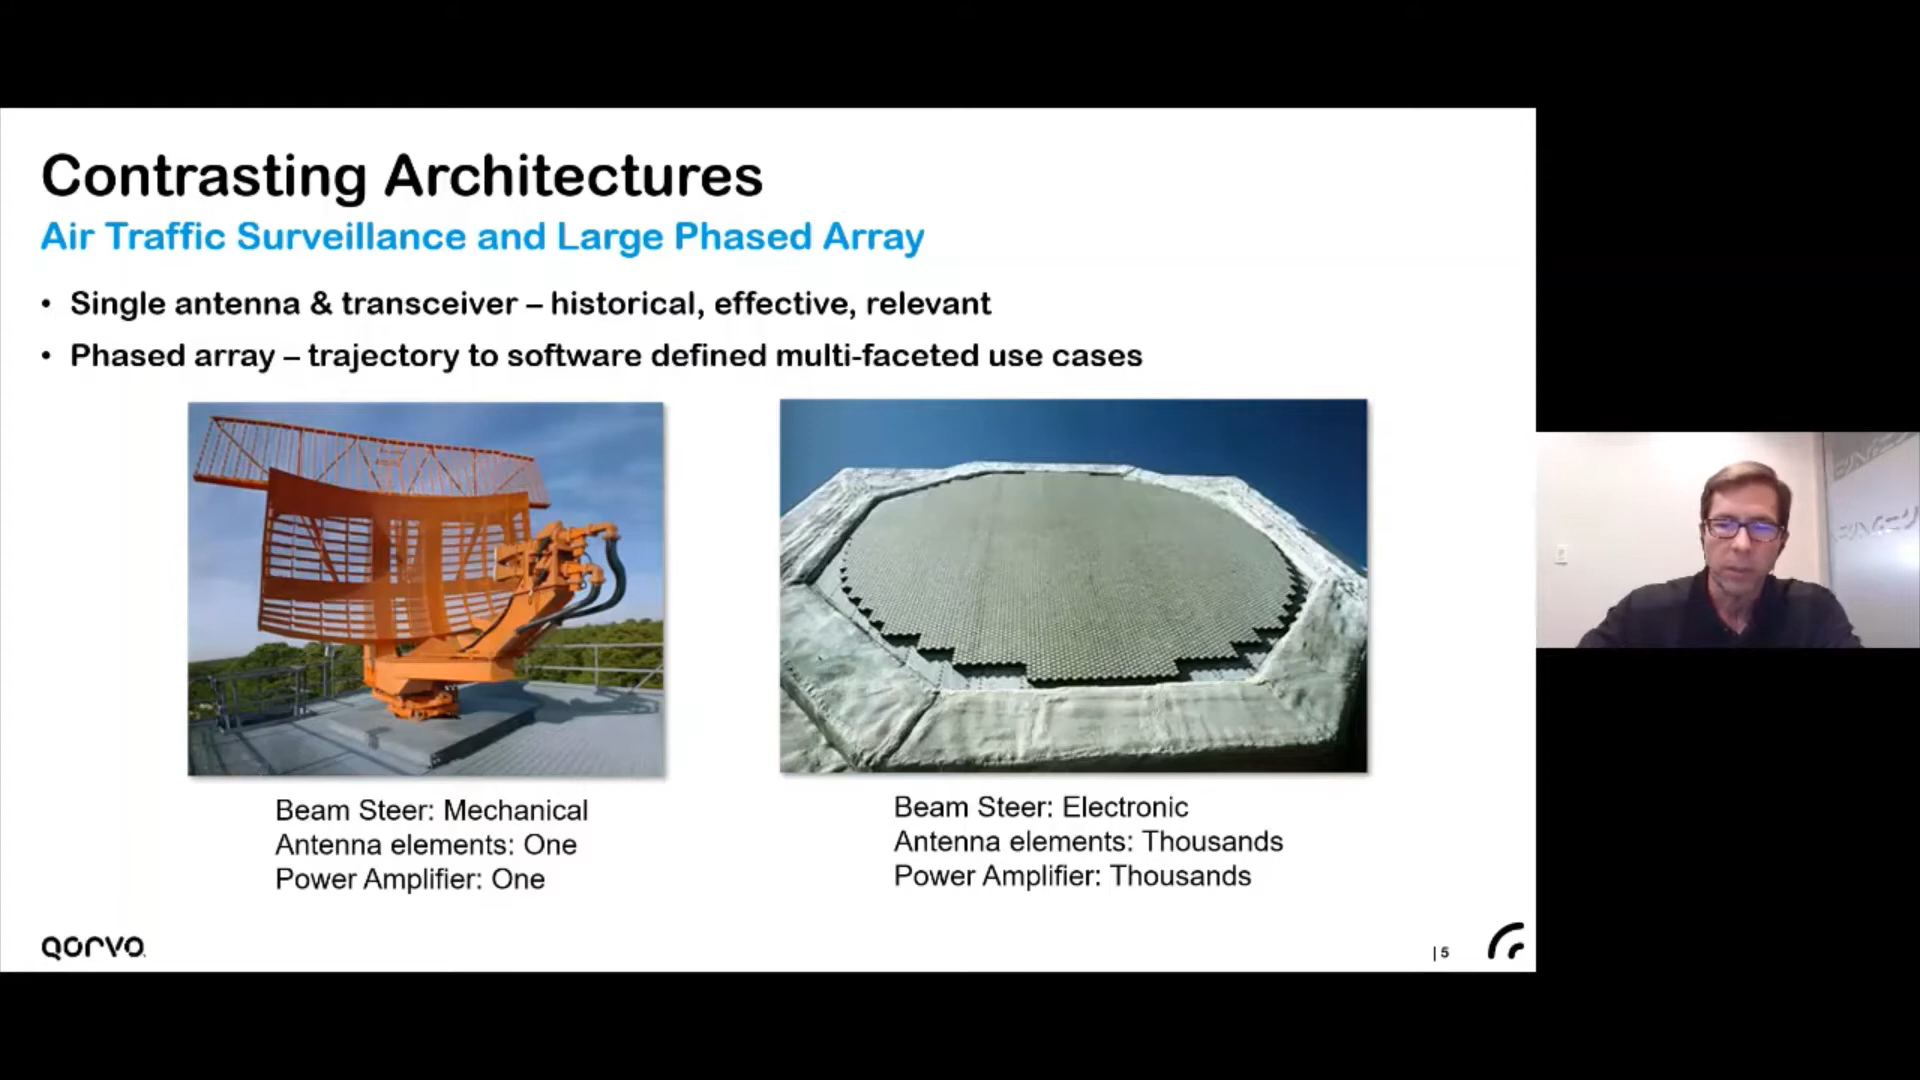 Contrasting Architectures
Air Traffic Surveillance and Large Phased Array
• Single antenna & transceiver – historical, effective, relevant
• Phased array – trajectory to software defined multi-faceted use cases
Beam Steer: Mechanical
Antenna elements: One
Power Amplifier: One
Beam Steer: Electronic
Antenna elements: Thousands
Power Amplifier: Thousands
QORVO
| 5